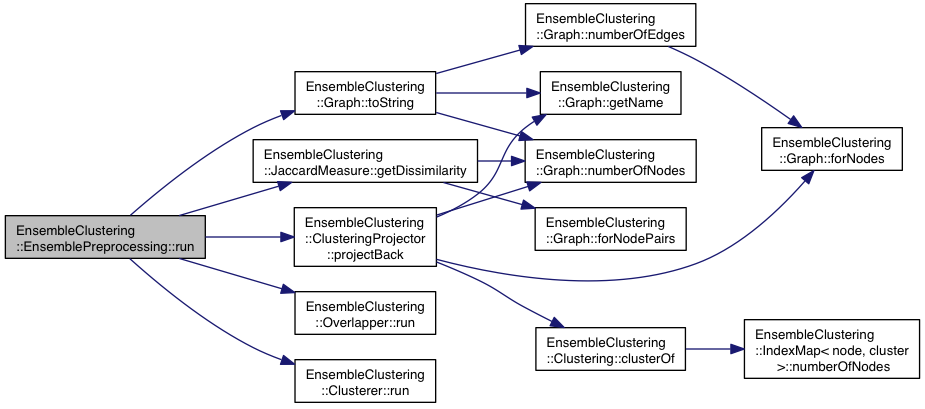 EnsembleClustering
::EnsemblePreprocessing::run
EnsembleClustering
::Graph::toString
EnsembleClustering
::JaccardMeasure::getDissimilarity
EnsembleClustering
::ClusteringProjector
::projectBack
EnsembleClustering
::Overlapper::run
EnsembleClustering
::Clusterer::run
EnsembleClustering
::Graph::numberOfEdges
EnsembleClustering
::Graph::getName
EnsembleClustering
::Graph::numberOfNodes
EnsembleClustering
::Graph::forNodePairs
EnsembleClustering
::Clustering::clusterOf
EnsembleClustering
::Graph::forNodes
EnsembleClustering
::IndexMap< node, cluster
>::numberOfNodes